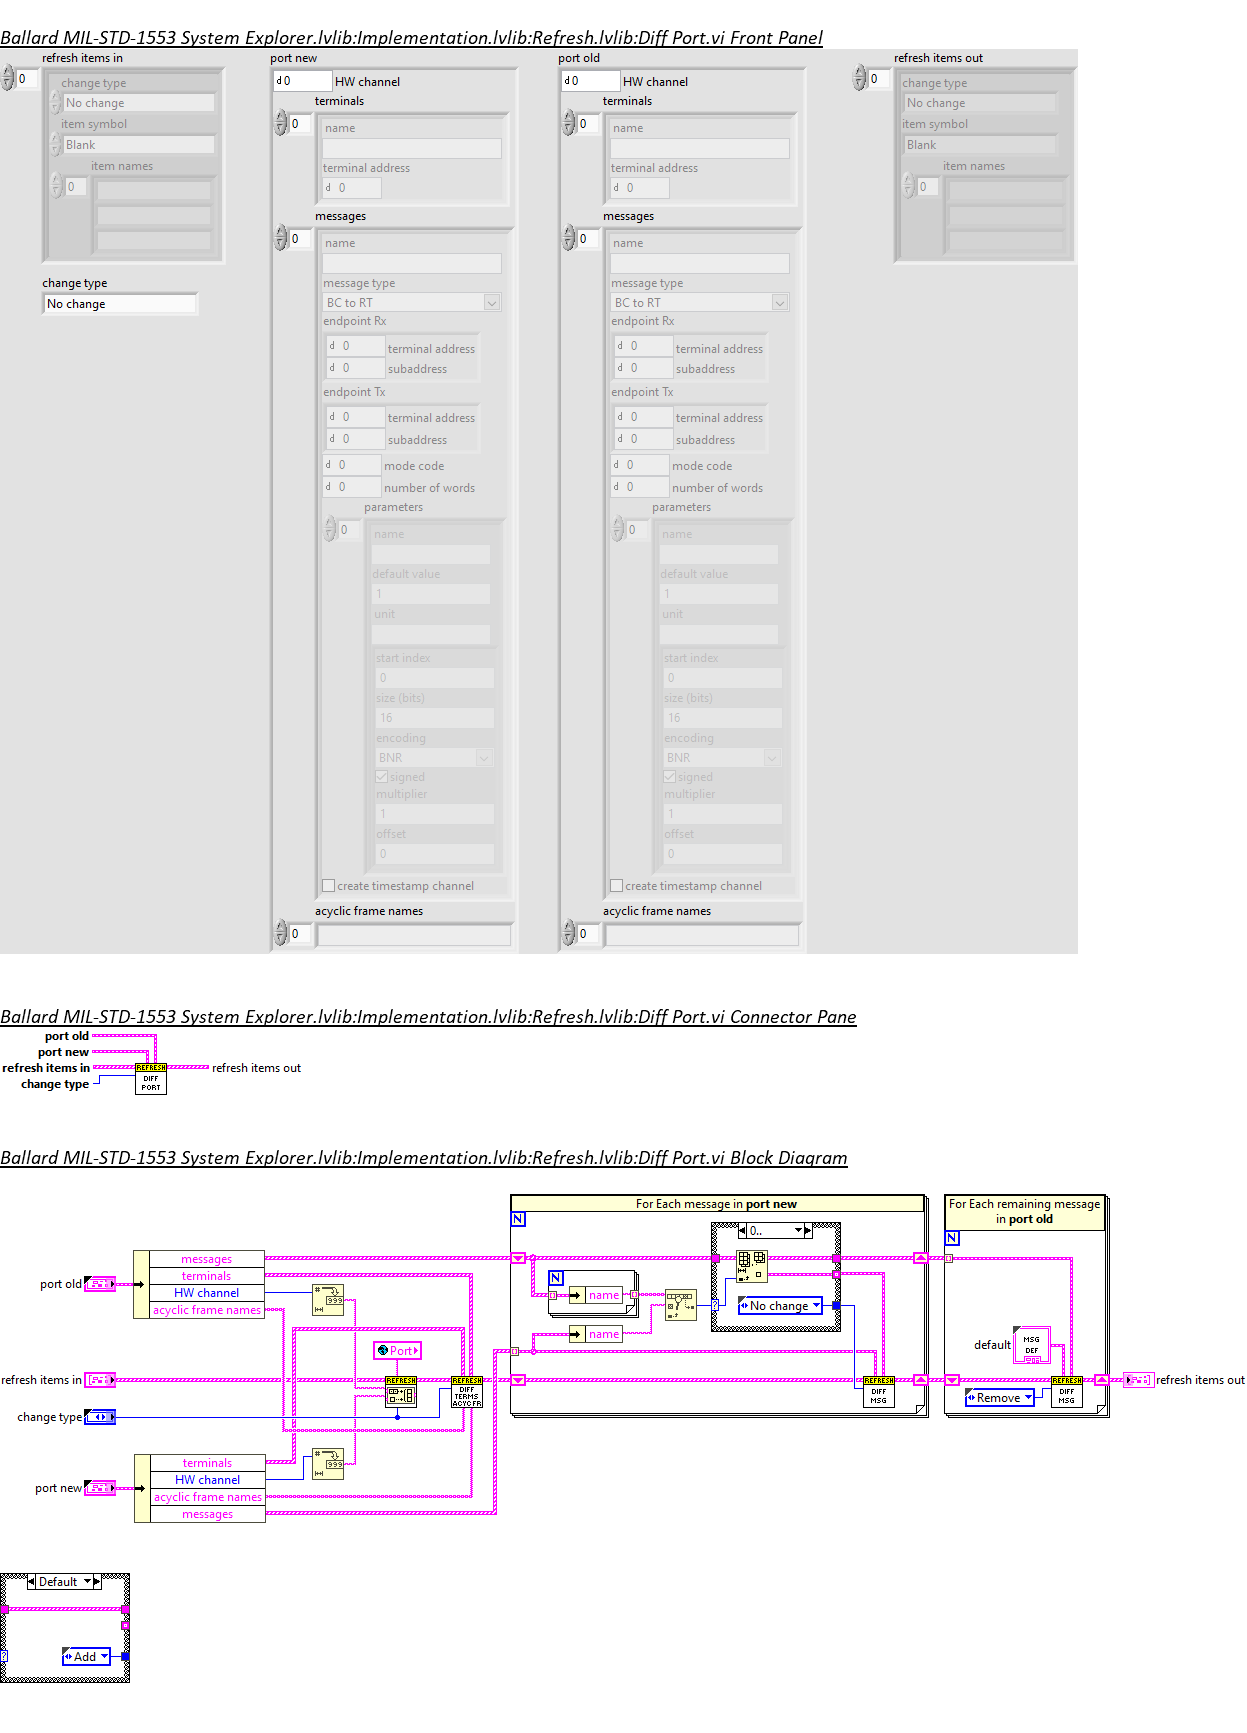 Ballard MIL-STD-1553 System Explorer.lvlib:Implementation.lvlib:Refresh.lvlib:Diff Port.vi Front Panel
refresh items in
0
change type
No change
item symbol
Blank
item names
0
change type
No change
port new
d 0 HW channel
terminals
0
name
terminal address
d 0
messages
0
name
message type
BC to RT
endpoint Rx
d 0 terminal address
d 0 subaddress
endpoint Tx
d 0 terminal address
d 0 subaddress
d 0 mode code
d 0 number of words
parameters
0
name
default value
1
unit
start index
0
size (bits)
16
encoding
BNR
signed
multiplier
1
offset
0
create timestamp channel
acyclic frame names
0
port old
d 0 HW channel
terminals
0
name
terminal address
d 0
messages
0
name
message type
BC to RT
endpoint Rx
d 0 terminal address
d 0 subaddress
endpoint Tx
d 0 terminal address
d 0 subaddress
d 0 mode code
d 0 number of words
parameters
0
name
default value
1
unit
start index
0
size (bits)
16
encoding
BNR
signed
multiplier
1
offset
0
create timestamp channel
acyclic frame names
0
refresh items out
0
change type
No change
item symbol
Blank
item names
0
Ballard MIL-STD-1553 System Explorer.lvlib:Implementation.lvlib:Refresh.lvlib:Diff Port.vi Connector Pane
port old
port new
refresh items in
change type
REFRESH
DIFF
PORT
refresh items out
Ballard MIL-STD-1553 System Explorer.lvlib:Implementation.lvlib:Refresh.lvlib:Diff Port.vi Block Diagram
port old
messages
terminals
HW channel
acyclic frame names
refresh items in
change type
port new
terminals
HW channel
acyclic frame names
messages
Port
REFRESH
REFRESH
DIFF
TERMS
ACYCFR
For Each message in port new
N
N
name
name
0..
No change
REFRESH
DIFF
MSG
For Each remaining message
in port old
N
default
MSG
DEF
Remove
REFRESH
DIFF
MSG
refresh items out
Default
Add